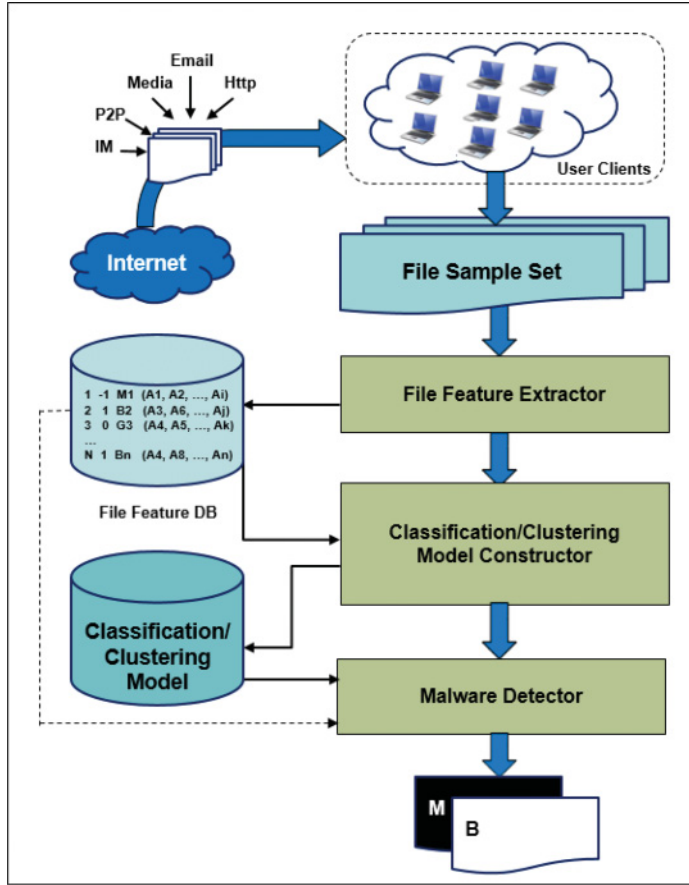 Email
Media
Http
P2P
IM
User Clients
Internet
File Sample Set
1 -1 M1 (A1, A2, ..., Ai)
2 1 B2 (A3, A6, ..., Aj)
3 0 G3 (A4, A5, ..., Ak)
...
N 1 Bn (A4, A8, ..., An)
File Feature DB
File Feature Extractor
Classification/Clustering
Model Constructor
Classification/
Clustering
Model
Malware Detector
M
B